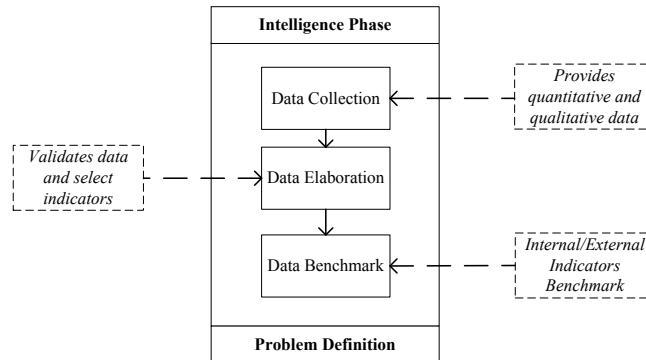 Intelligence Phase
Data Collection
Provides
quantitative and
qualitative data
Validates data
and select
indicators
Data Elaboration
Data Benchmark
Internal/External
Indicators
Benchmark
Problem Definition